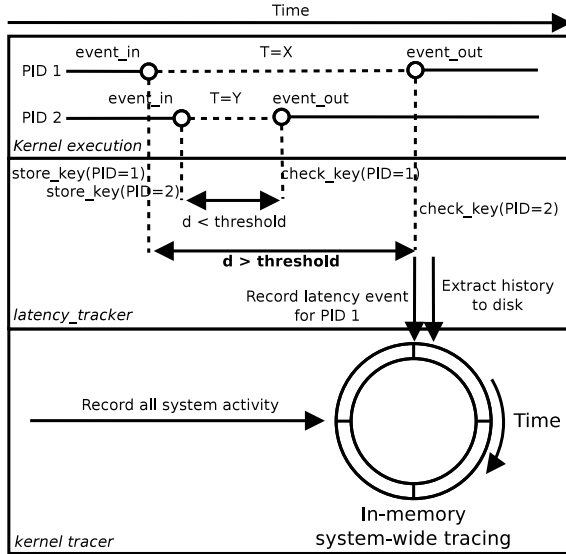 Time
event_in
T=X
event_out
PID 1
event_in
T=Y
event_out
PID 2
Kernel execution
store_key(PID=1)
check_key(PID=1)
store_key(PID=2)
d < threshold
check_key(PID=2)
d > threshold
Record latency event
for PID 1
Extract history
to disk
latency_tracker
Record all system activity
Time
In-memory
system-wide tracing
kernel tracer